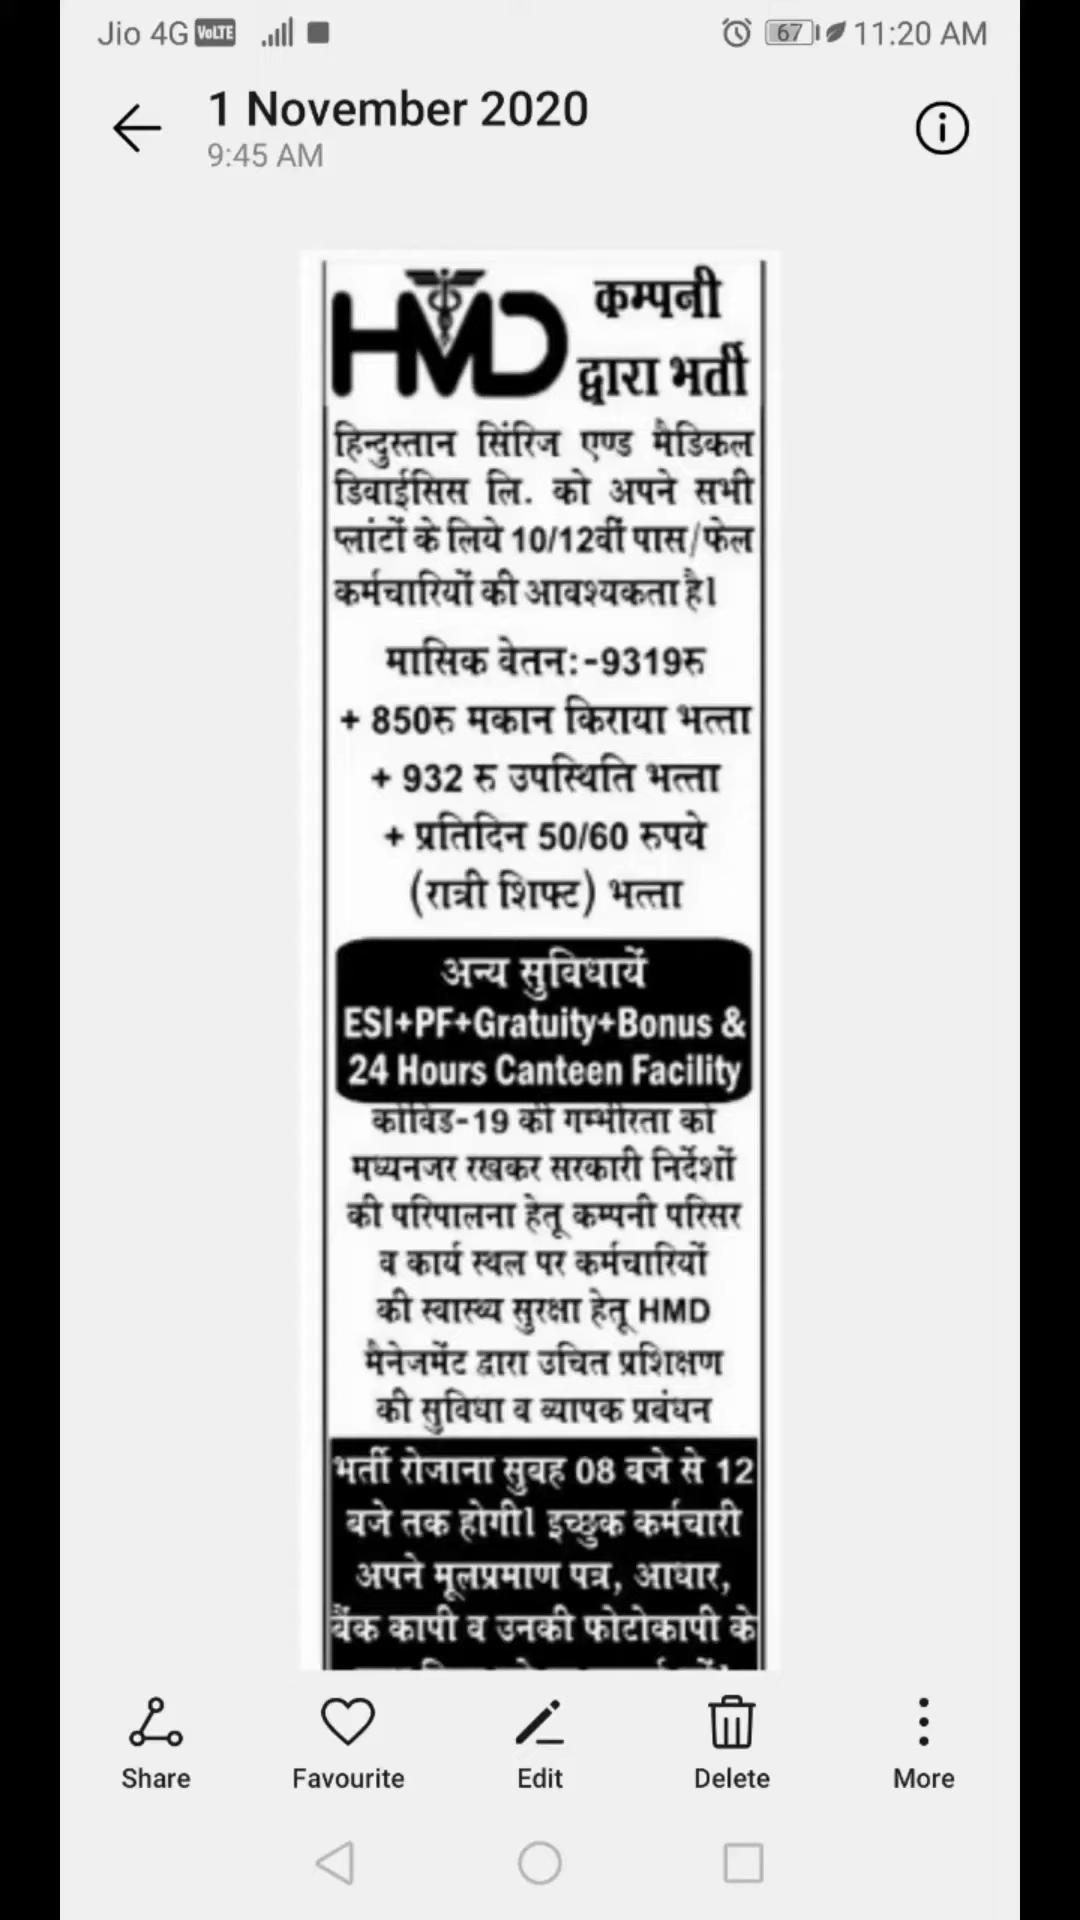 Jio 4G VoLTE 67 11:20 AM
1 November 2020
9:45 AM
HMD कम्पनी
द्वारा भर्ती
हिन्दुस्तान सिंरिज एण्ड मैडिकल
डिवाईसिस लि. को अपने सभी
प्लांटों के लिये 10/12वीं पास/फेल
कर्मचारियों की आवश्यकता है।
मासिक वेतन:-9319रु
+ 850रु मकान किराया भत्ता
+ 932 रु उपस्थिति भत्ता
+ प्रतिदिन 50/60 रुपये
(रात्री शिफ्ट) भत्ता
अन्य सुविधायें
ESI+PF+Gratuity+Bonus &
24 Hours Canteen Facility
कोविड-19 की गम्भीरता को
मध्यनजर रखकर सरकारी निर्देशों
की परिपालना हेतू कम्पनी परिसर
व कार्य स्थल पर कर्मचारियों
की स्वास्थ्य सुरक्षा हेतू HMD
मैनेजमेंट द्वारा उचित प्रशिक्षण
की सुविधा व व्यापक प्रबंधन
भर्ती रोजाना सुबह 08 बजे से 12
बजे तक होगी। इच्छुक कर्मचारी
अपने मूलप्रमाण पत्र, आधार,
बैंक कापी व उनकी फोटोकापी के
Share Favourite Edit Delete More